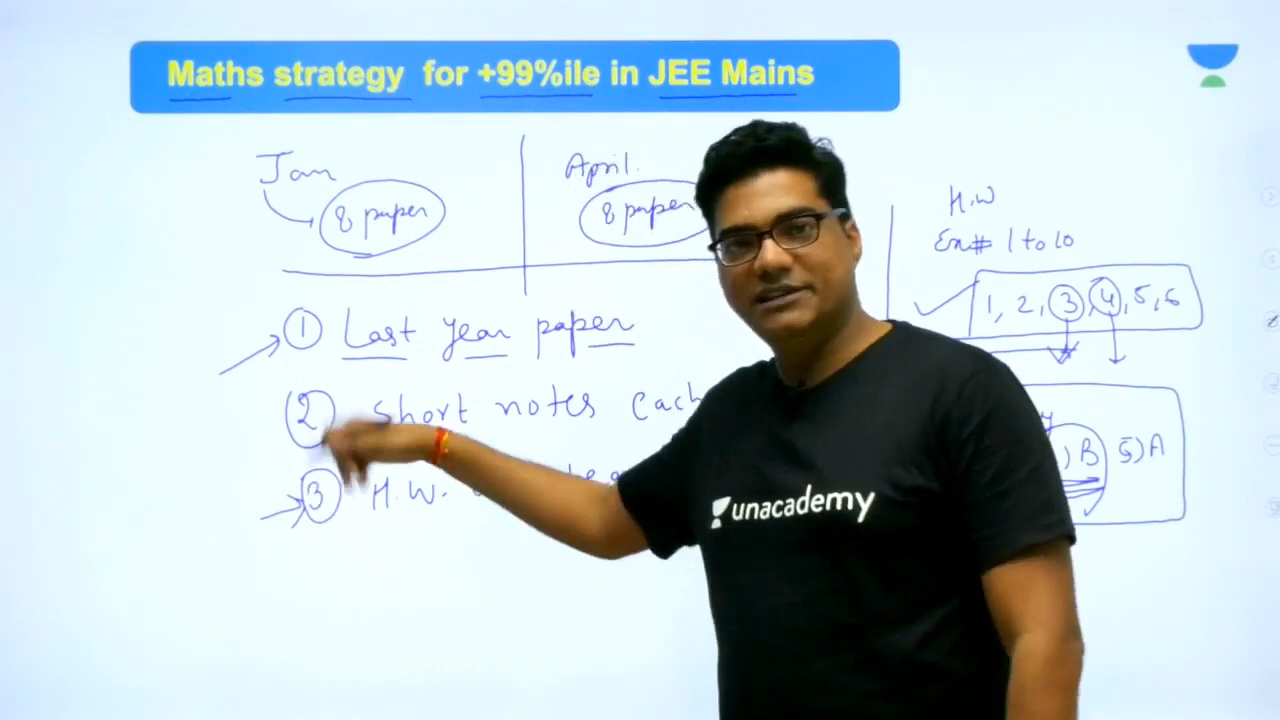 Maths strategy for +99%ile in JEE Mains
Jan
8 paper
April.
8 paper
① Last year paper
② Short notes each
③ H.W.
H.W
Ex# 1 to 10
1, 2, 3, 4, 5, 6
) B 5) A
unacademy